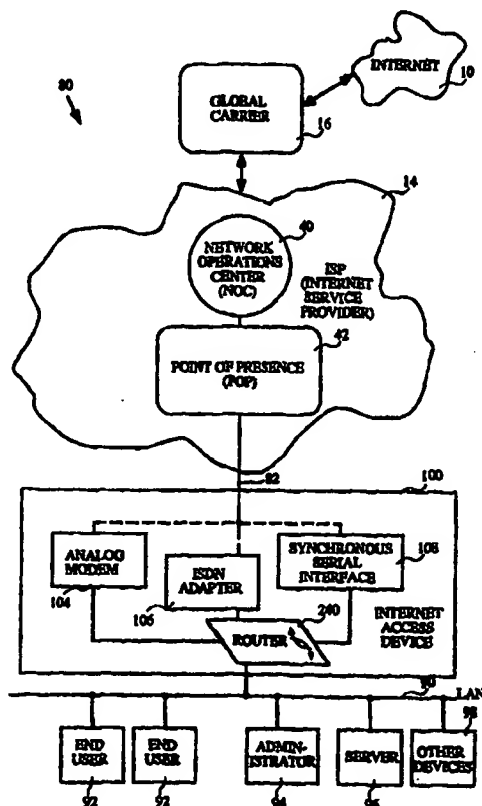 80
INTERNET
10
GLOBAL
CARRIER
16
14
40
NETWORK
OPERATIONS
CENTER
(NOC)
ISP
(INTERNET
SERVICE
PROVIDER)
42
POINT OF PRESENCE
(POP)
82
100
ANALOG
MODEM
104
ISDN
ADAPTER
106
SYNCHRONOUS
SERIAL
INTERFACE
108
240
ROUTER
INTERNET
ACCESS
DEVICE
90
LAN
98
END
USER
92
END
USER
92
ADMIN-
ISTRATOR
94
SERVER
96
OTHER
DEVICES